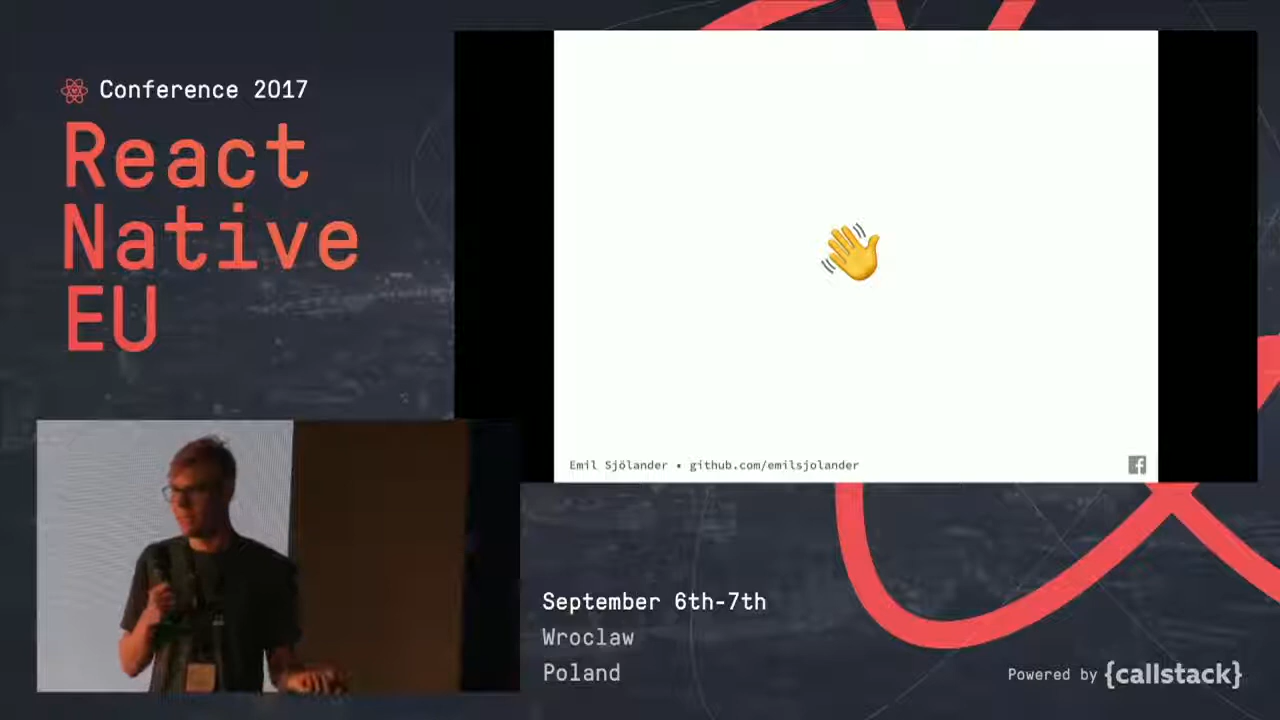 Conference 2017
React
Native
EU
Emil Sjölander • github.com/emilsjolander
September 6th-7th
Wroclaw
Poland
Powered by {callstack}